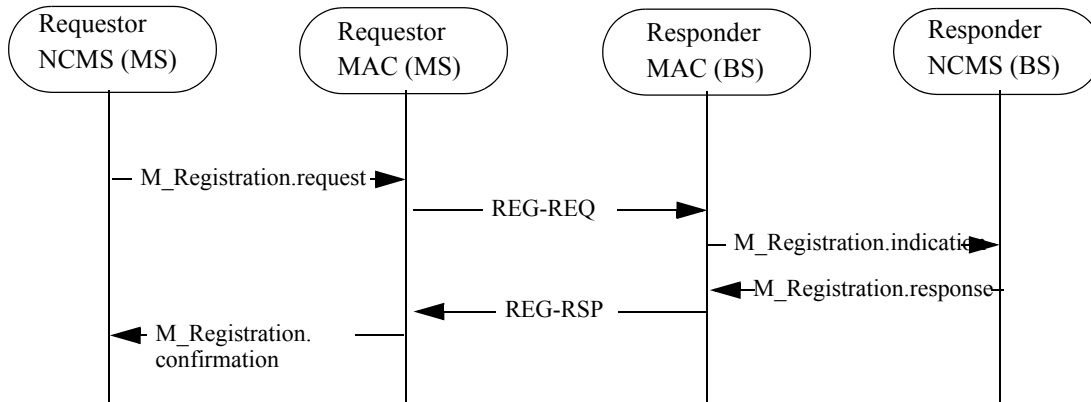 Requestor
NCMS (MS)
Requestor
MAC (MS)
Responder
MAC (BS)
Responder
NCMS (BS)
M_Registration.request
REG-REQ
M_Registration.indication
M_Registration.response
REG-RSP
M_Registration.
confirmation